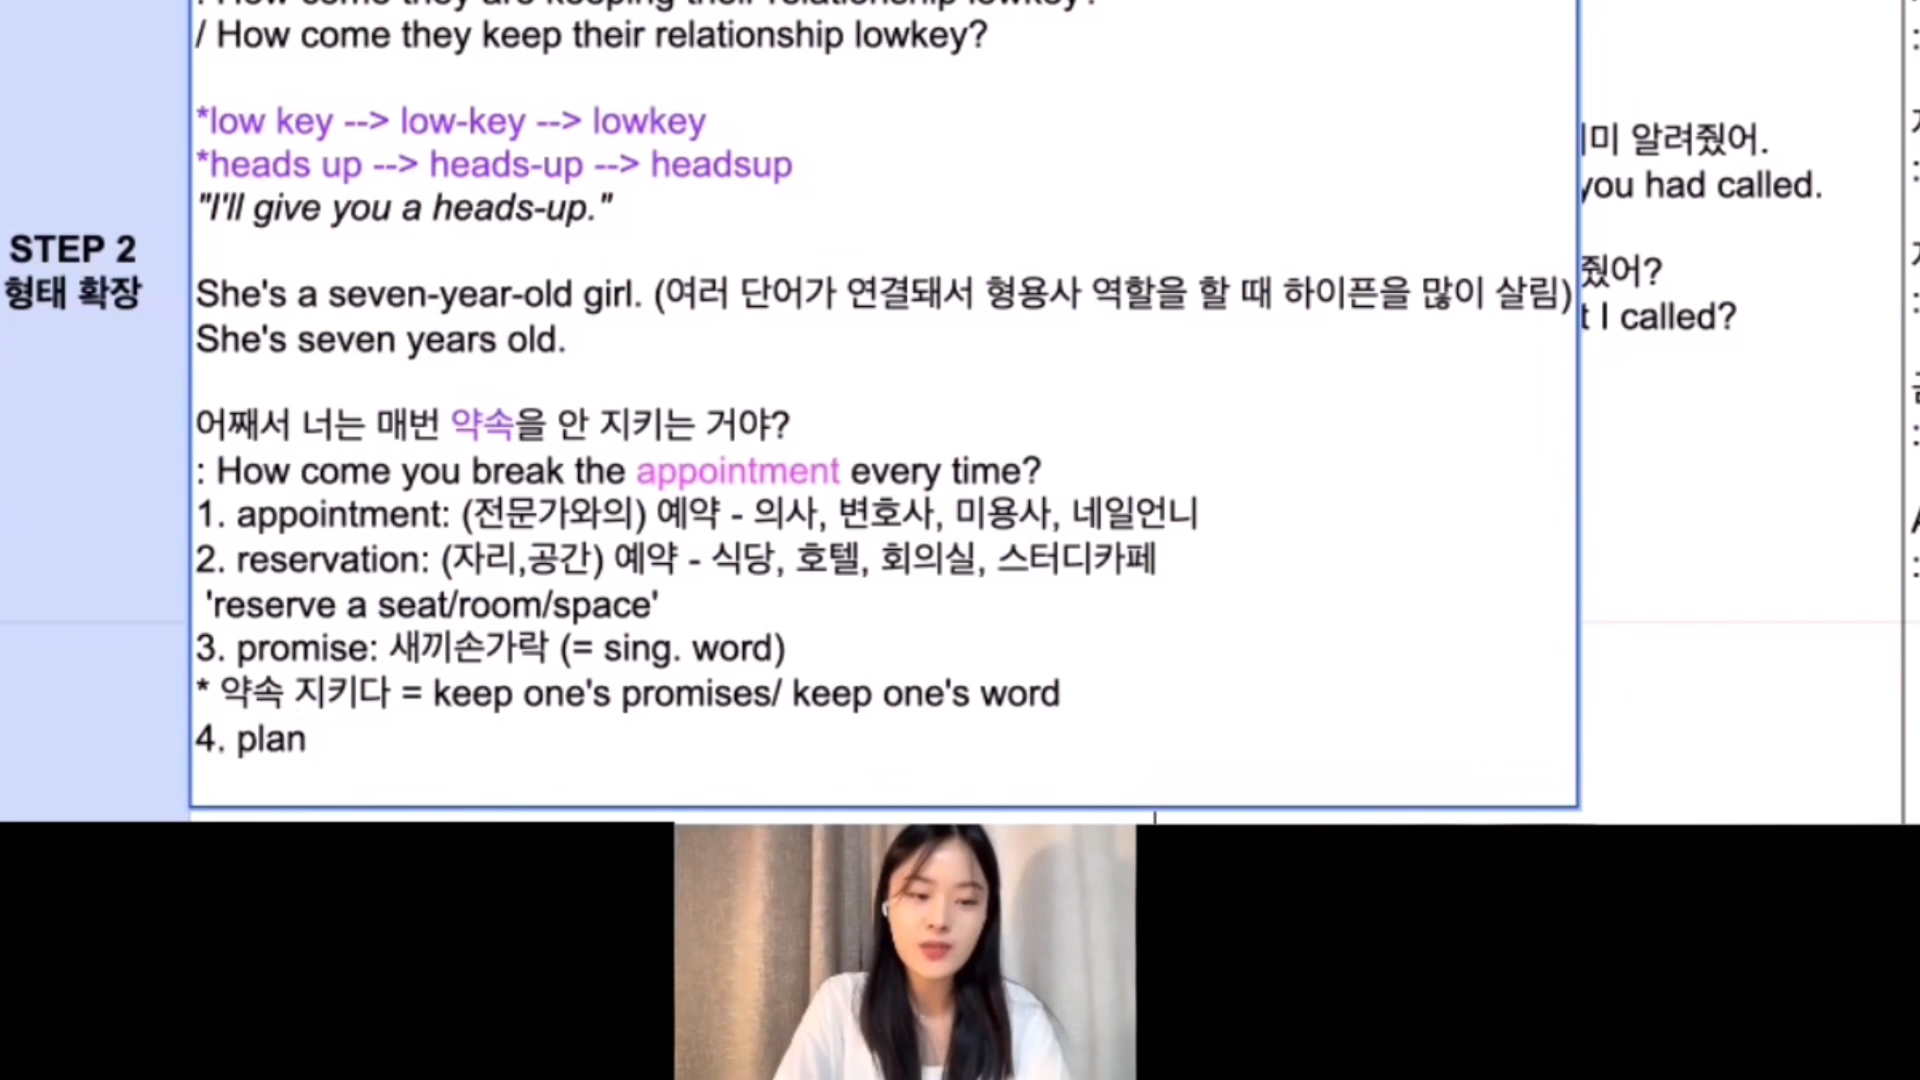 / How come they keep their relationship lowkey?
*low key --> low-key --> lowkey
*heads up --> heads-up --> headsup
"I'll give you a heads-up."
STEP 2
형태 확장
She's a seven-year-old girl. (여러 단어가 연결돼서 형용사 역할을 할 때 하이픈을 많이 살림)
She's seven years old.
어째서 너는 매번 약속을 안 지키는 거야?
: How come you break the appointment every time?
1. appointment: (전문가와의) 예약 - 의사, 변호사, 미용사, 네일언니
2. reservation: (자리,공간) 예약 - 식당, 호텔, 회의실, 스터디카페
'reserve a seat/room/space'
3. promise: 새끼손가락 (= sing. word)
* 약속 지키다 = keep one's promises/ keep one's word
4. plan
미 알려줬어.
you had called.
줬어?
t I called?